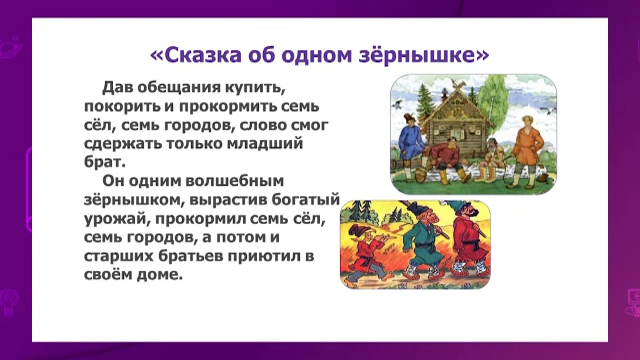 «Сказка об одном зёрнышке»
Дав обещания купить,
покорить и прокормить семь
сёл, семь городов, слово смог
сдержать только младший
брат.
Он одним волшебным
зёрнышком, вырастив богатый
урожай, прокормил семь сёл,
семь городов, а потом и
старших братьев приютил в
своём доме.